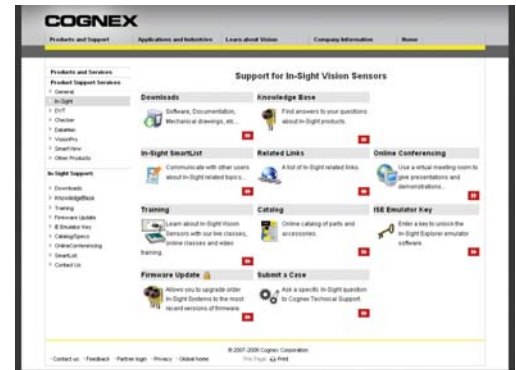 COGNEX
Products and Support
Applications and Industries
Learn about Vision
Company Information
Home
Products and Services
Product Support Services
General
In-Sight
DVT
Checker
DataMan
VisionPro
SmartView
Other Products
In-Sight Support
Downloads
KnowledgeBase
Training
Firmware Update
IE Emulator Key
Catalog/Specs
OnlineConferencing
SmartList
Contact Us
Support for In-Sight Vision Sensors
Downloads
Software, Documentation,
Mechanical drawings, etc...
Knowledge Base
Find answers to your questions
about In-Sight products.
In-Sight SmartList
Communicate with other users
about In-Sight related topics...
Related Links
A list of In-Sight related links.
Online Conferencing
Use a virtual meeting room to
give presentations and
demonstrations...
Training
Learn about In-Sight Vision
Sensors with our live classes,
online classes and video
training.
Catalog
Online catalog of parts and
accessories.
ISE Emulator Key
Enter a key to unlock the
In-Sight Explorer emulator
software.
Firmware Update
Allows you to upgrade older
In-Sight Systems to the most
recent versions of firmware.
Submit a Case
Ask a specific In-Sight question
to Cognex Technical Support.
© 2007-2008 Cognex Corporation
Contact us Feedback Partner login Privacy Global home
This Page: Print